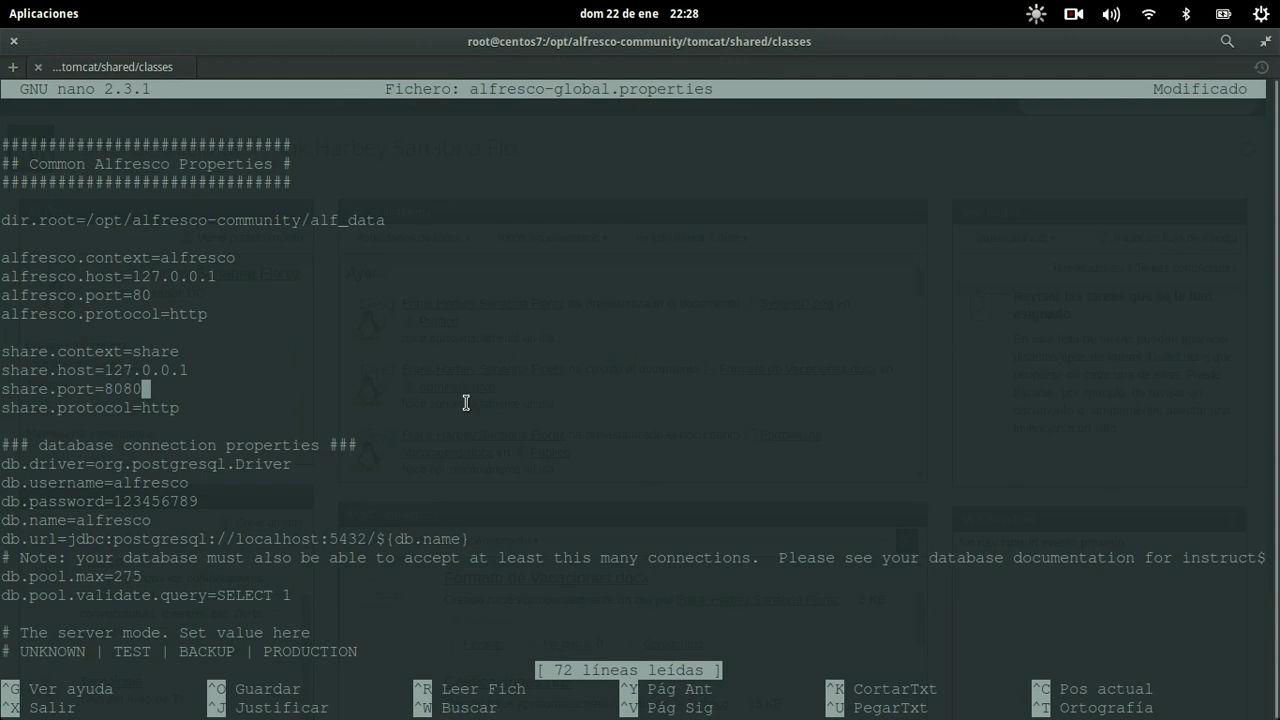 Aplicaciones
dom 22 de ene 22:28
root@centos7:/opt/alfresco-community/tomcat/shared/classes
...tomcat/shared/classes
GNU nano 2.3.1 Fichero: alfresco-global.properties Modificado
###############################
## Common Alfresco Properties #
###############################
dir.root=/opt/alfresco-community/alf_data
alfresco.context=alfresco
alfresco.host=127.0.0.1
alfresco.port=80
alfresco.protocol=http
share.context=share
share.host=127.0.0.1
share.port=8080
share.protocol=http
### database connection properties ###
db.driver=org.postgresql.Driver
db.username=alfresco
db.password=123456789
db.name=alfresco
db.url=jdbc:postgresql://localhost:5432/${db.name}
# Note: your database must also be able to accept at least this many connections.  Please see your database documentation for instruct$
db.pool.max=275
db.pool.validate.query=SELECT 1
# The server mode. Set value here
# UNKNOWN | TEST | BACKUP | PRODUCTION
[ 72 líneas leídas ]
^G Ver ayuda ^O Guardar ^R Leer Fich ^Y Pág Ant ^K CortarTxt ^C Pos actual
^X Salir ^J Justificar ^W Buscar ^V Pág Sig ^U PegarTxt ^T Ortografía